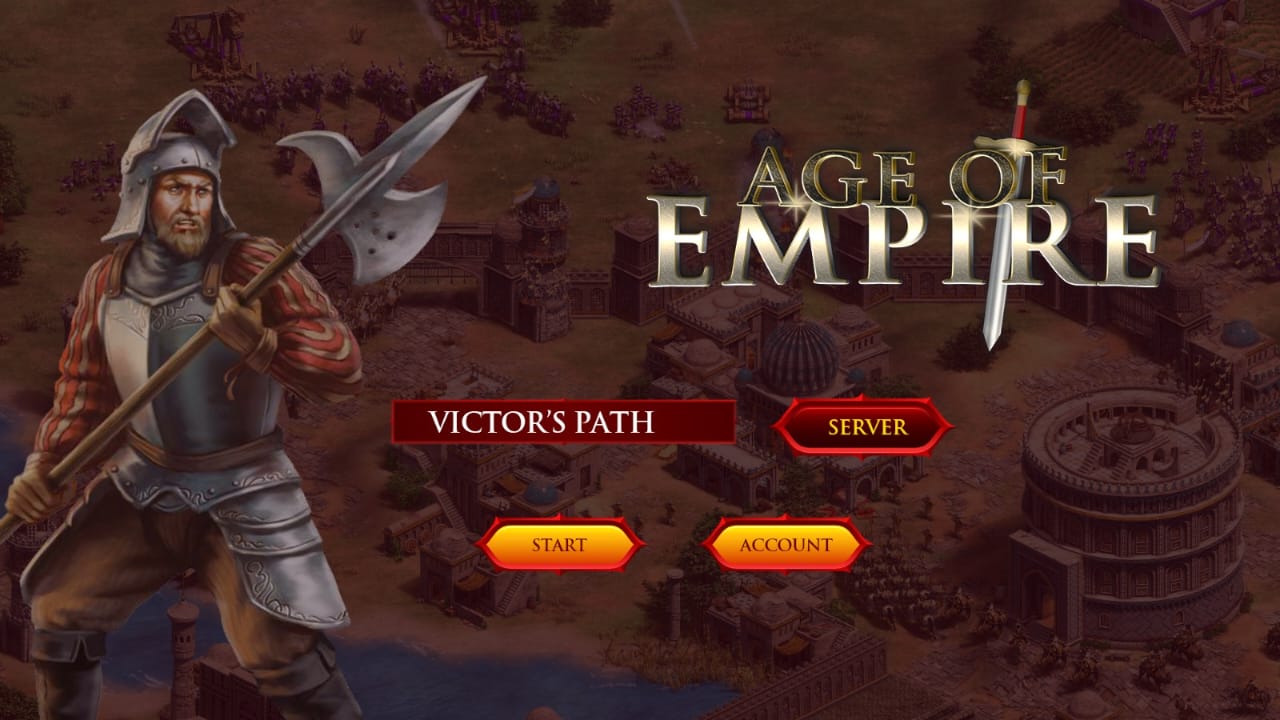 AGE OF
EMPIRE
VICTOR'S PATH
SERVER
START
ACCOUNT